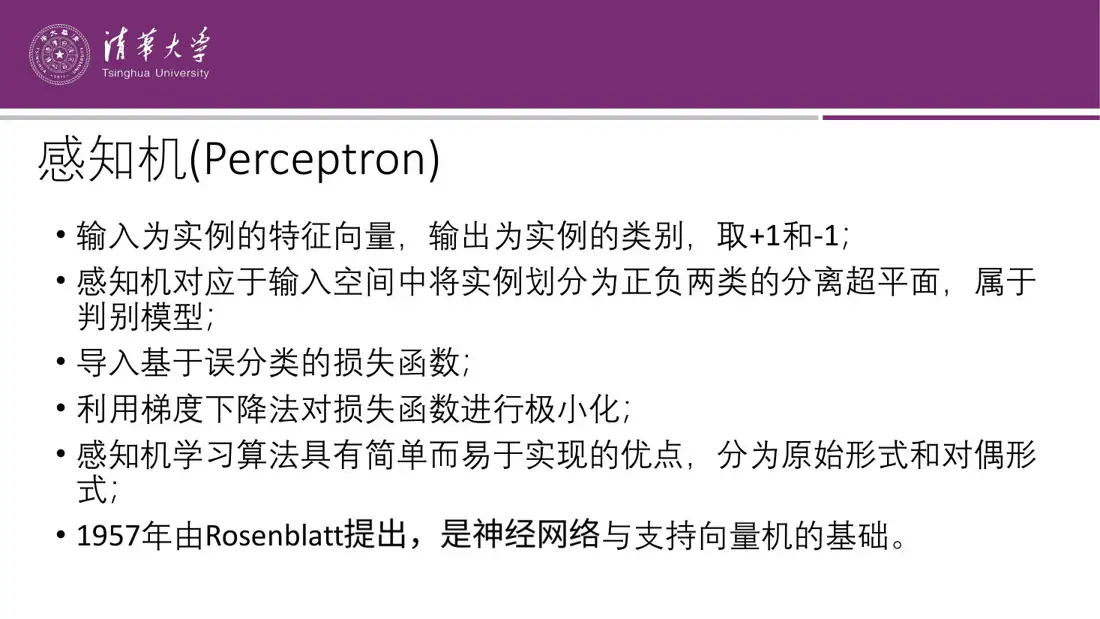 清华大学
Tsinghua University
感知机(Perceptron)
• 输入为实例的特征向量，输出为实例的类别，取+1和-1；
• 感知机对应于输入空间中将实例划分为正负两类的分离超平面，属于
判别模型；
• 导入基于误分类的损失函数；
• 利用梯度下降法对损失函数进行极小化；
• 感知机学习算法具有简单而易于实现的优点，分为原始形式和对偶形
式；
• 1957年由Rosenblatt提出，是神经网络与支持向量机的基础。